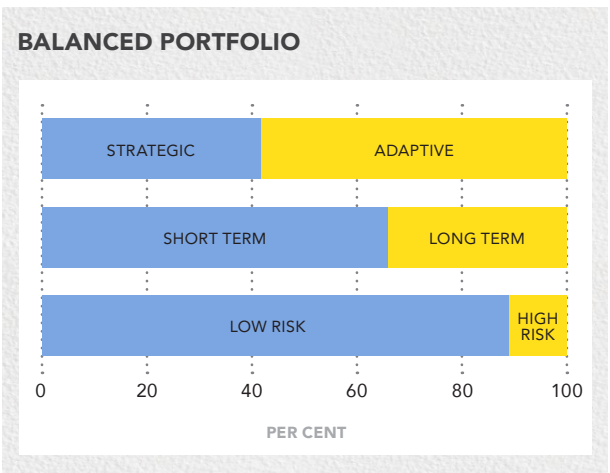 BALANCED PORTFOLIO
STRATEGIC ADAPTIVE
SHORT TERM LONG TERM
LOW RISK HIGH
RISK
0 20 40 60 80 100
PER CENT